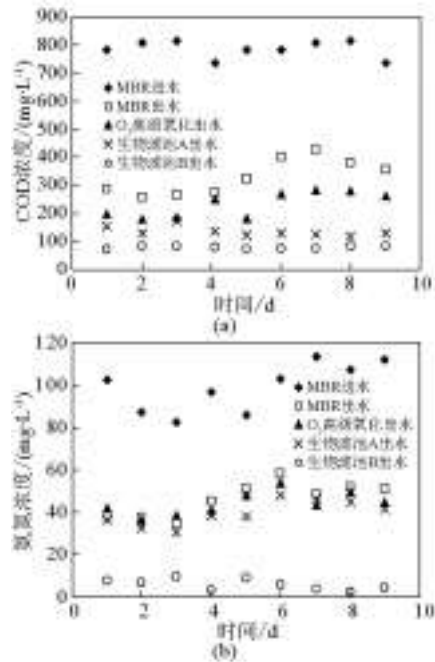 900
800
700
600
500
400
300
200
100
0
COD浓度/(mg·L⁻¹)
MBR进水
MBR出水
O₃高级氧化出水
生物滤池A出水
生物滤池B出水
0 2 4 6 8 10
时间/d
(a)
120
100
80
60
40
20
0
氨氮浓度/(mg·L⁻¹)
MBR进水
MBR出水
O₃高级氧化出水
生物滤池A出水
生物滤池B出水
0 2 4 6 8 10
时间/d
(b)